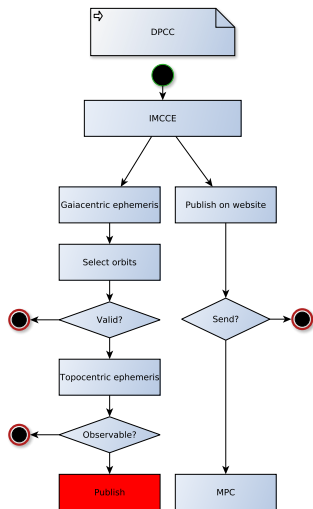 DPCC
IMCCE
Gaiacentric ephemeris
Publish on website
Select orbits
Valid?
Send?
Topocentric ephemeris
Observable?
Publish
MPC